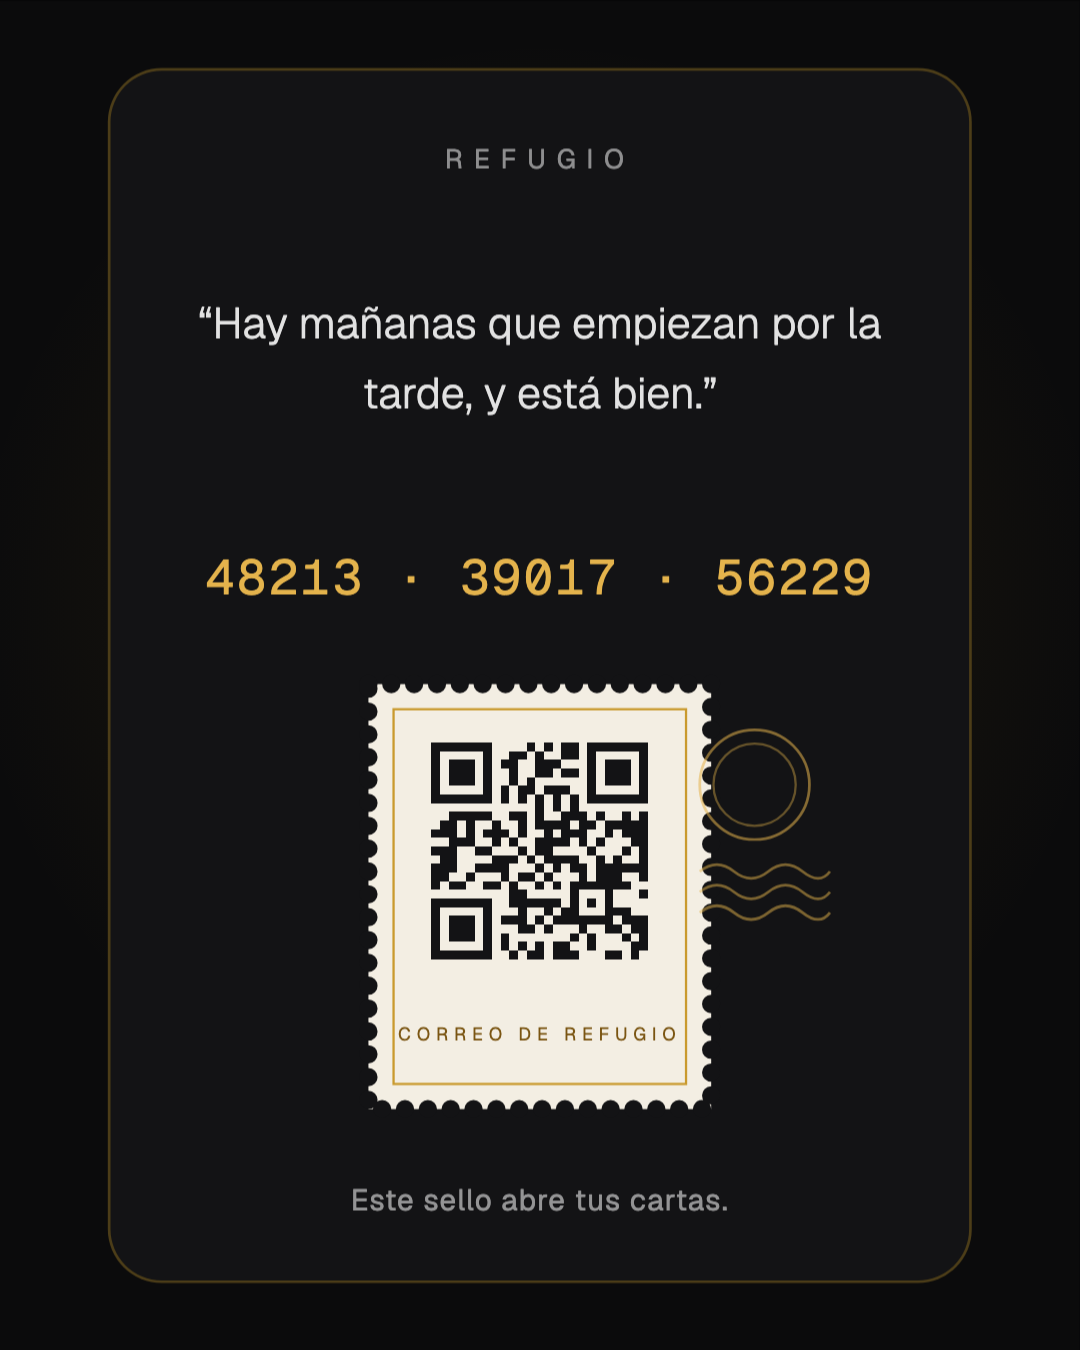 REFUGIO
“Hay mañanas que empiezan por la
tarde, y está bien.”
48213 · 39017 · 56229
CORREO DE REFUGIO
Este sello abre tus cartas.